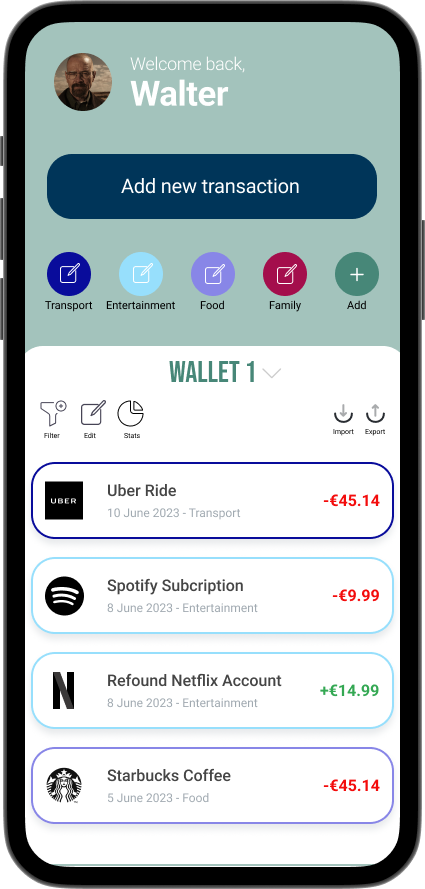 Welcome back,
Walter
Add new transaction
Transport Entertainment Food Family Add
WALLET 1
Filter Edit Stats Import Export
UBER
Uber Ride
10 June 2023 - Transport
-€45.14
Spotify Subcription
8 June 2023 - Entertainment
-€9.99
Refound Netflix Account
8 June 2023 - Entertainment
+€14.99
Starbucks Coffee
5 June 2023 - Food
-€45.14